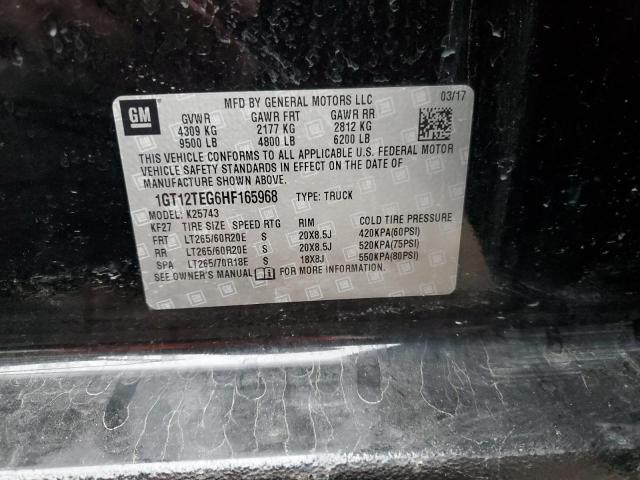 GM
MFD BY GENERAL MOTORS LLC 03/17
GVWR GAWR FRT GAWR RR
4309 KG 2177 KG 2812 KG
9500 LB 4800 LB 6200 LB
THIS VEHICLE CONFORMS TO ALL APPLICABLE U.S. FEDERAL MOTOR
VEHICLE SAFETY STANDARDS IN EFFECT ON THE DATE OF
MANUFACTURE SHOWN ABOVE.
1GT12TEG6HF165968 TYPE: TRUCK
MODEL: K25743
KF27 TIRE SIZE SPEED RTG RIM COLD TIRE PRESSURE
FRT LT265/60R20E S 20X8.5J 420KPA(60PSI)
RR LT265/60R20E S 20X8.5J 520KPA(75PSI)
SPA LT265/70R18E S 18X8J 550KPA(80PSI)
SEE OWNER'S MANUAL FOR MORE INFORMATION.